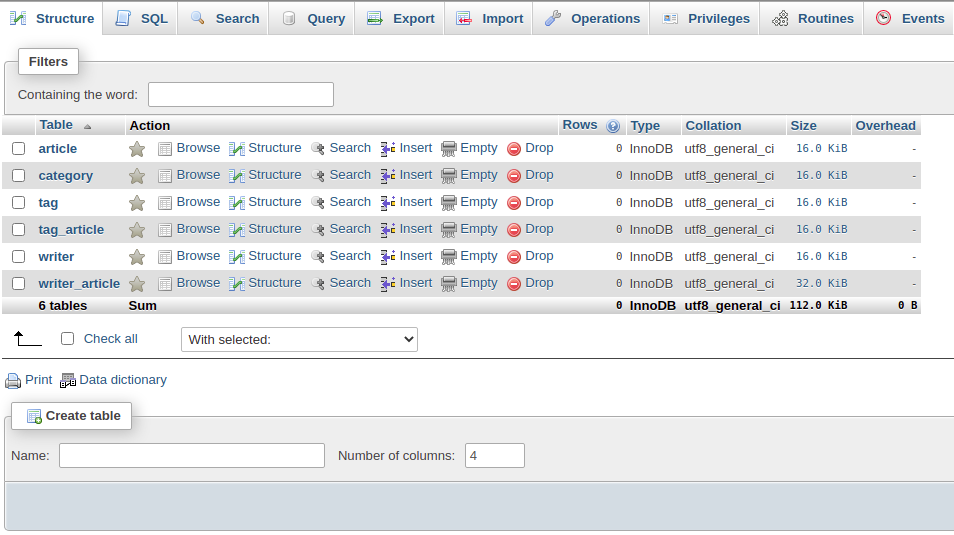 Structure SQL Search Query Export Import Operations Privileges Routines Events
Filters
Containing the word:
Table Action Rows Type Collation Size Overhead
article Browse Structure Search Insert Empty Drop 0 InnoDB utf8_general_ci 16.0 KiB -
category Browse Structure Search Insert Empty Drop 0 InnoDB utf8_general_ci 16.0 KiB -
tag Browse Structure Search Insert Empty Drop 0 InnoDB utf8_general_ci 16.0 KiB -
tag_article Browse Structure Search Insert Empty Drop 0 InnoDB utf8_general_ci 16.0 KiB -
writer Browse Structure Search Insert Empty Drop 0 InnoDB utf8_general_ci 16.0 KiB -
writer_article Browse Structure Search Insert Empty Drop 0 InnoDB utf8_general_ci 32.0 KiB -
6 tables Sum 0 InnoDB utf8_general_ci 112.0 KiB 0 B
Check all With selected:
Print Data dictionary
Create table
Name: Number of columns: 4